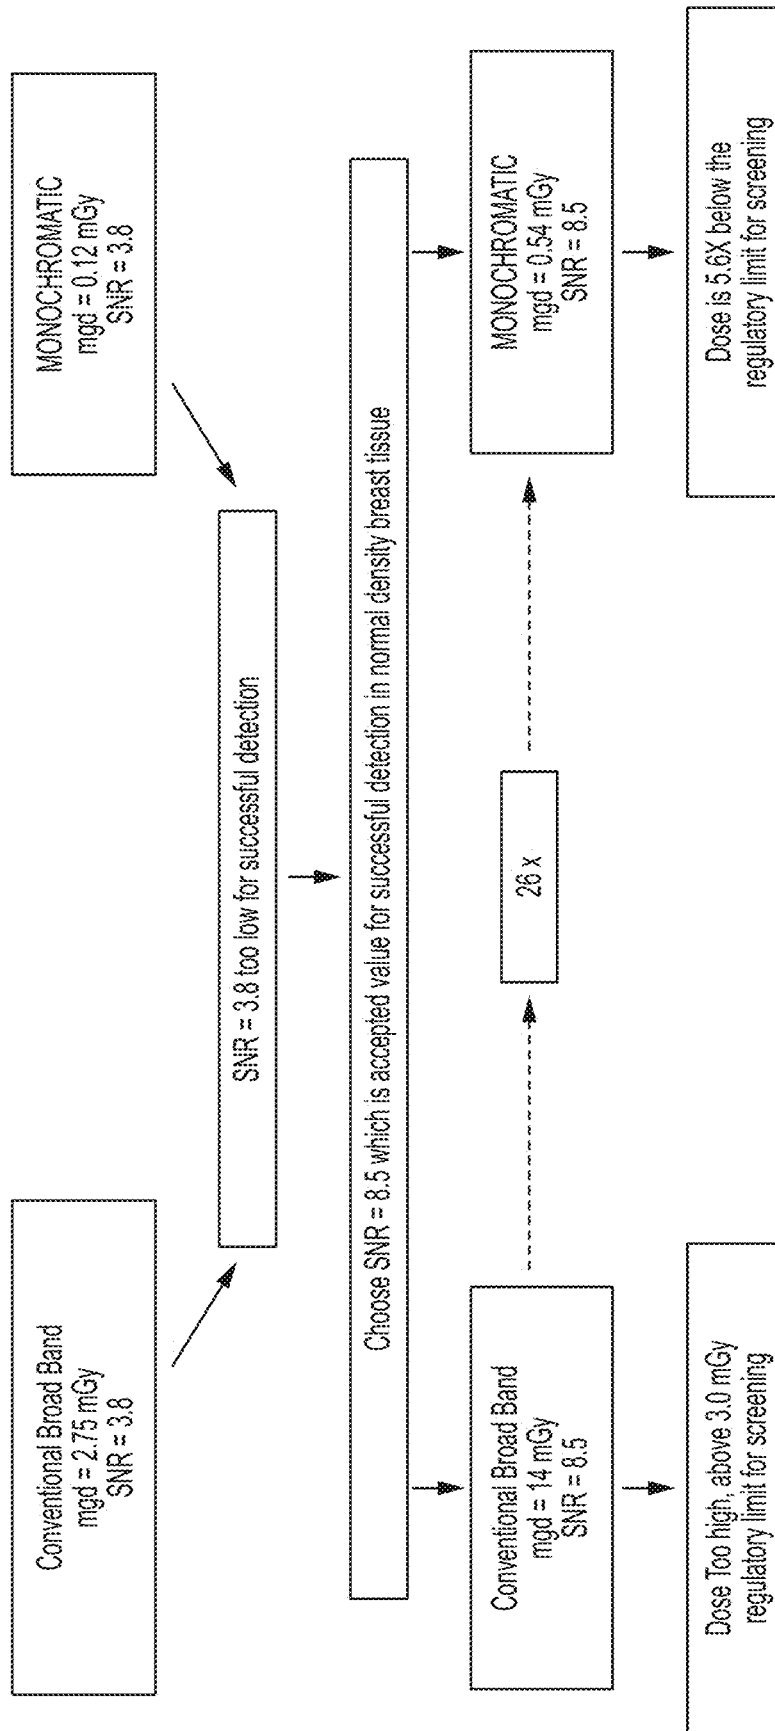 Conventional Broad Band
mgd = 2.75 mGy
SNR = 3.8
MONOCHROMATIC
mgd = 0.12 mGy
SNR = 3.8
SNR = 3.8 too low for successful detection
Choose SNR = 8.5 which is accepted value for successful detection in normal density breast tissue
Conventional Broad Band
mgd = 14 mGy
SNR = 8.5
26 x
MONOCHROMATIC
mgd = 0.54 mGy
SNR = 8.5
Dose Too high, above 3.0 mGy
regulatory limit for screening
Dose is 5.6X below the
regulatory limit for screening